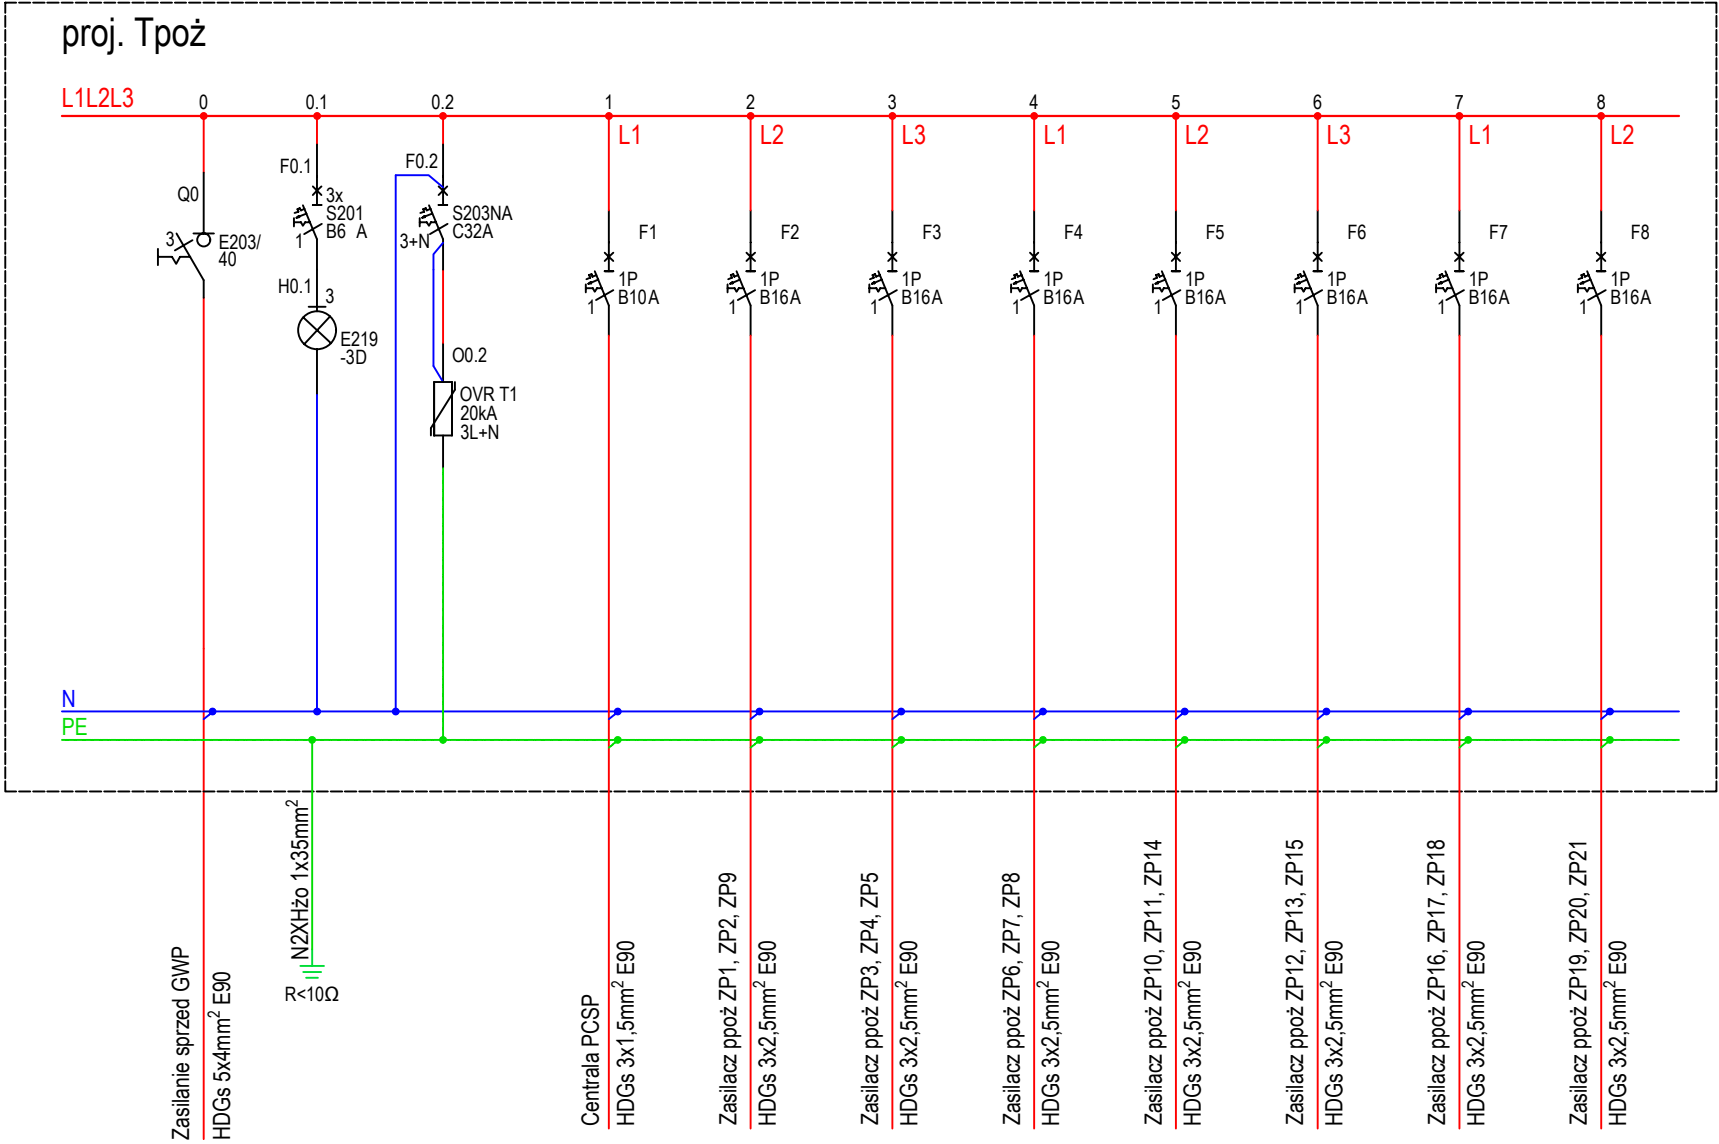 proj. Tpoż
L1L2L3
0
0.1
0.2
1
2
3
4
5
6
7
8
L1
L2
L3
L1
L2
L3
L1
L2
Q0
3
E203/
40
F0.1
3x
S201
B6 A
1
H0.1
3
E219
-3D
F0.2
S203NA
C32A
3+N
O0.2
OVR T1
20kA
3L+N
F1
1P
B10A
1
F2
1P
B16A
1
F3
1P
B16A
1
F4
1P
B16A
1
F5
1P
B16A
1
F6
1P
B16A
1
F7
1P
B16A
1
F8
1P
B16A
1
N
PE
Zasilanie sprzed GWP
HDGs 5x4mm² E90
N2XHżo 1x35mm²
R<10Ω
Centrala PCSP
HDGs 3x1,5mm² E90
Zasilacz ppoż ZP1, ZP2, ZP9
HDGs 3x2,5mm² E90
Zasilacz ppoż ZP3, ZP4, ZP5
HDGs 3x2,5mm² E90
Zasilacz ppoż ZP6, ZP7, ZP8
HDGs 3x2,5mm² E90
Zasilacz ppoż ZP10, ZP11, ZP14
HDGs 3x2,5mm² E90
Zasilacz ppoż ZP12, ZP13, ZP15
HDGs 3x2,5mm² E90
Zasilacz ppoż ZP16, ZP17, ZP18
HDGs 3x2,5mm² E90
Zasilacz ppoż ZP19, ZP20, ZP21
HDGs 3x2,5mm² E90